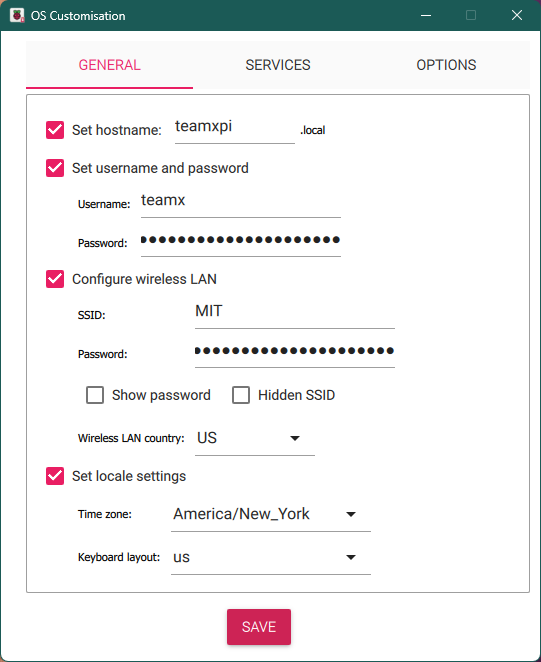 OS Customisation
GENERAL SERVICES OPTIONS
Set hostname: teamxpi .local
Set username and password
Username: teamx
Password: ●●●●●●●●●●●●●●●●●●●●●
Configure wireless LAN
SSID: MIT
Password: ●●●●●●●●●●●●●●●●●●●●●
Show password Hidden SSID
Wireless LAN country: US
Set locale settings
Time zone: America/New_York
Keyboard layout: us
SAVE